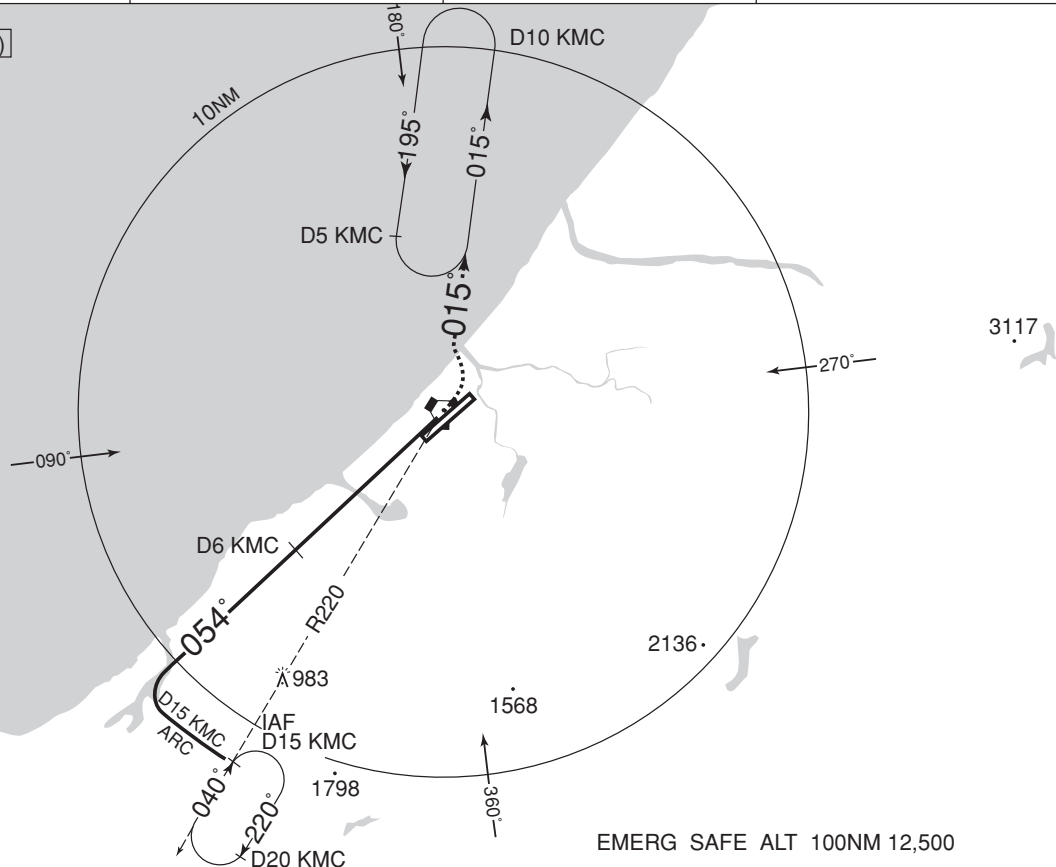 180°
D10 KMC
10NM
195°
015°
D5 KMC
015°
3117
270°
090°
D6 KMC
R220
054°
2136
983
1568
IAF
D15 KMC
D15 KMC
ARC
1798
040°
220°
360°
D20 KMC
EMERG SAFE ALT 100NM 12,500